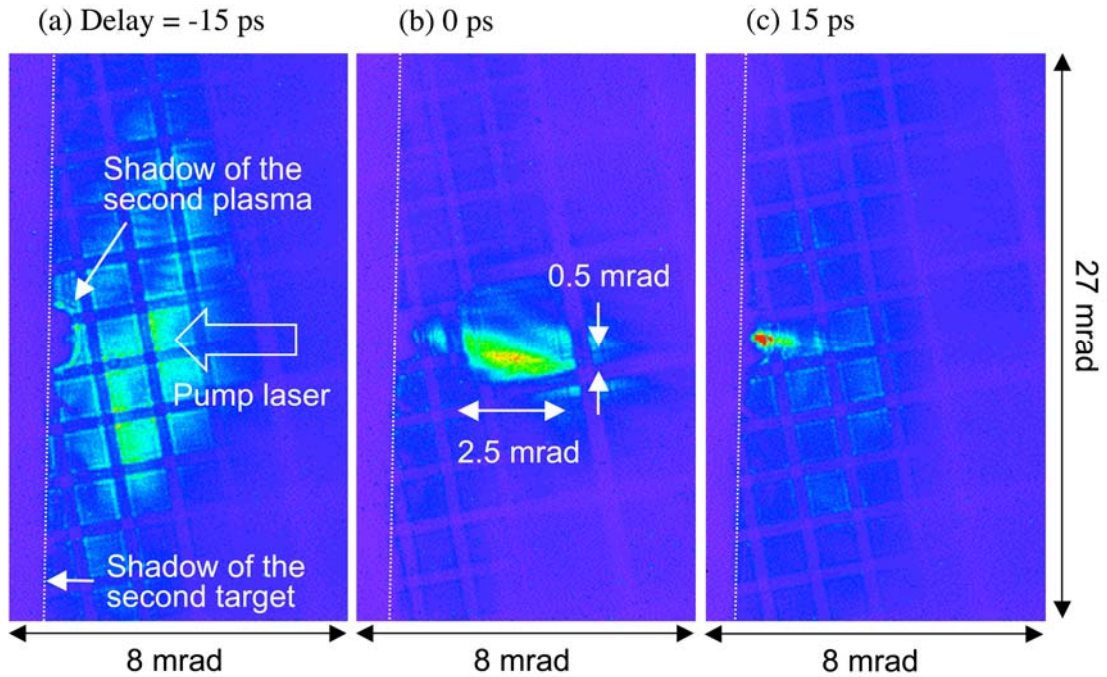 (a) Delay = -15 ps
(b) 0 ps
(c) 15 ps
Shadow of the
second plasma
Pump laser
Shadow of the
second target
0.5 mrad
2.5 mrad
27 mrad
8 mrad
8 mrad
8 mrad